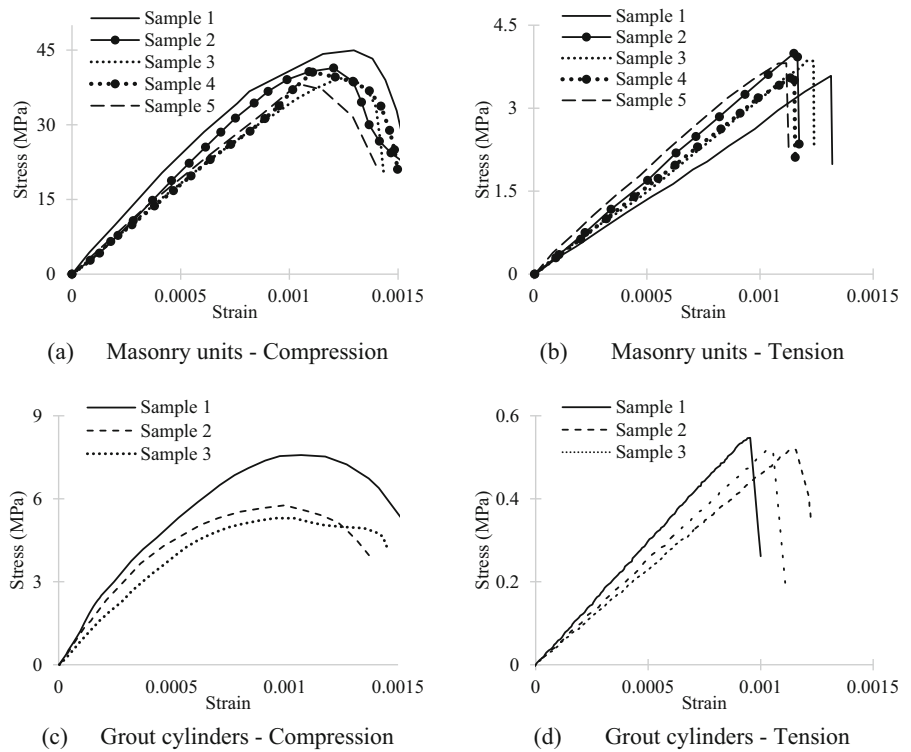 Sample 1
Sample 2
Sample 3
Sample 4
Sample 5
45
30
15
0
Stress (MPa)
0
0.0005
0.001
0.0015
Strain
(a) Masonry units - Compression
Sample 1
Sample 2
Sample 3
Sample 4
Sample 5
4.5
3
1.5
0
Stress (MPa)
0
0.0005
0.001
0.0015
Strain
(b) Masonry units - Tension
Sample 1
Sample 2
Sample 3
9
6
3
0
Stress (MPa)
0
0.0005
0.001
0.0015
Strain
(c) Grout cylinders - Compression
Sample 1
Sample 2
Sample 3
0.6
0.4
0.2
0
Stress (MPa)
0
0.0005
0.001
0.0015
Strain
(d) Grout cylinders - Tension